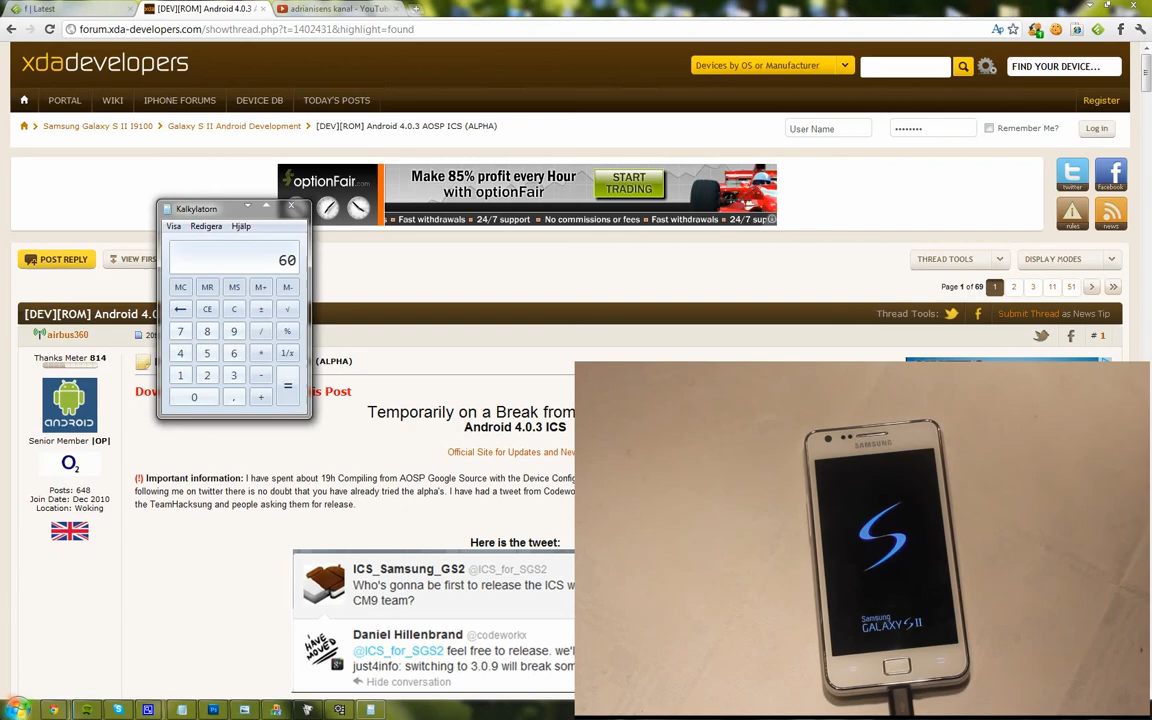 f | Latest
[DEV][ROM] Android 4.0.3 A
adrianisens kanal - YouTub
forum.xda-developers.com/showthread.php?t=1402431&highlight=found
xdadevelopers
Devices by OS or Manufacturer
FIND YOUR DEVICE...
PORTAL
WIKI
IPHONE FORUMS
DEVICE DB
TODAY'S POSTS
Register
Samsung Galaxy S II I9100
Galaxy S II Android Development
[DEV][ROM] Android 4.0.3 AOSP ICS (ALPHA)
User Name
Remember Me?
Log in
optionFair.com
Make 85% profit every Hour
with optionFair
START
TRADING
Fast withdrawals
24/7 support
No commissions or fees
Fast withdrawals
24/7 sup
twitter
facebook
rules
news
Kalkylatorn
Visa
Redigera
Hjälp
60
MC MR MS M+ M-
← CE C ± √
7 8 9 / %
4 5 6 * 1/x
1 2 3 - =
0 , +
POST REPLY
VIEW FIRS
THREAD TOOLS
DISPLAY MODES
Page 1 of 69
1 2 3 11 51 > >>
[DEV][ROM] Android 4.0
Thread Tools:
Submit Thread as News Tip
airbus360
20t
# 1
Thanks Meter 814
(ALPHA)
Dov
is Post
ANDROID
Temporarily on a Break from
Android 4.0.3 ICS
Senior Member |OP|
Official Site for Updates and New
O2
Posts: 648
Join Date: Dec 2010
Location: Woking
(!) Important information: I have spent about 19h Compiling from AOSP Google Source with the Device Config
following me on twitter there is no doubt that you have already tried the alpha's. I have had a tweet from Codewo
the TeamHacksung and people asking them for release.
Here is the tweet:
ICS_Samsung_GS2 @ICS_for_SGS2
Who's gonna be first to release the ICS w
CM9 team?
I HAVE
MOVED
Daniel Hillenbrand @codeworkx
@ICS_for_SGS2 feel free to release. we'l
just4info: switching to 3.0.9 will break som
Hide conversation
SAMSUNG
S
Samsung
GALAXY S II